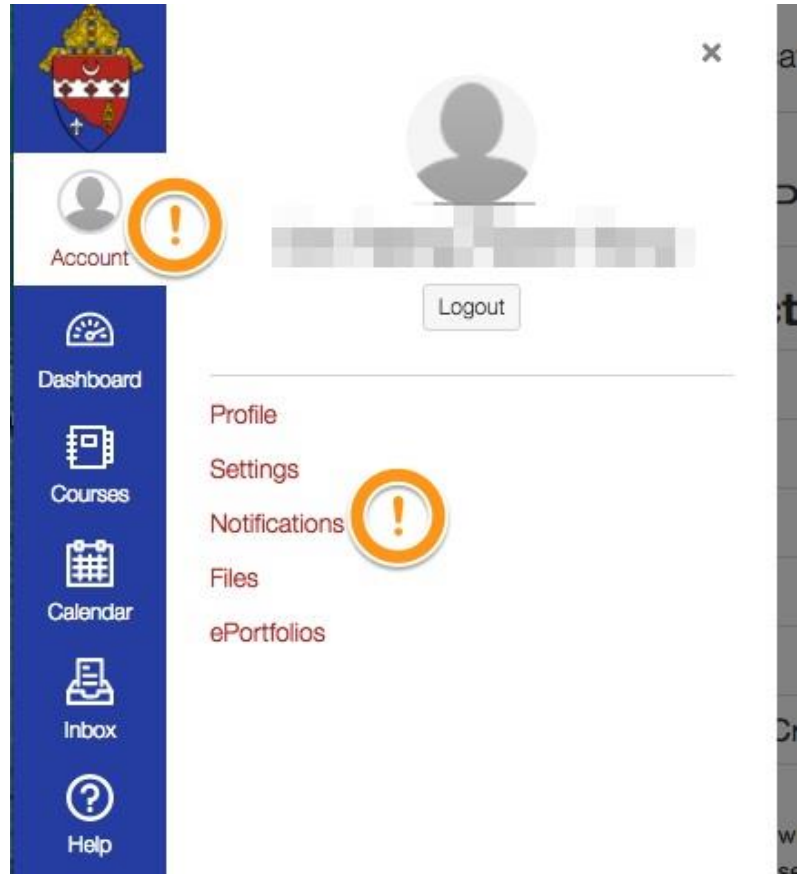 Account
Dashboard
Courses
Calendar
Inbox
Help
Logout
Profile
Settings
Notifications
Files
ePortfolios